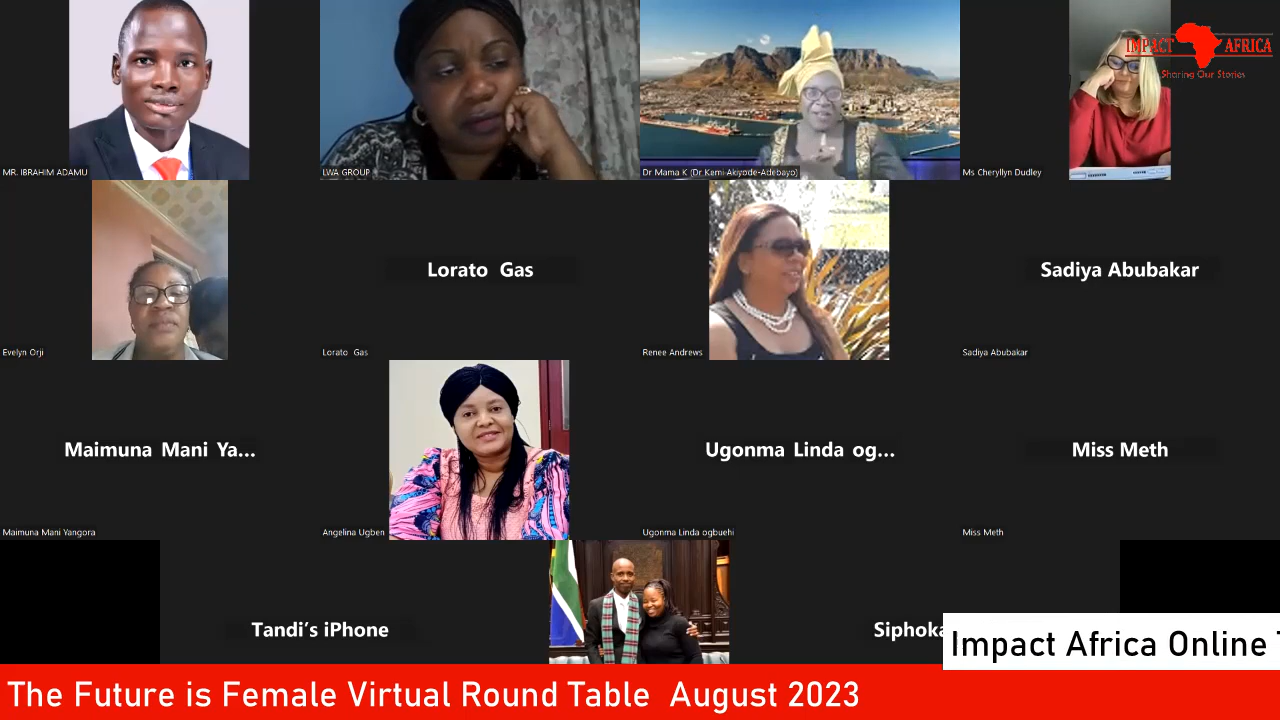 IMPACT AFRICA
Sharing Our Stories
MR. IBRAHIM ADAMU
LWA GROUP
Dr Mama K (Dr Kemi-Akiyode-Adebayo)
Ms Cheryllyn Dudley
Lorato Gas
Sadiya Abubakar
Evelyn Orji
Lorato Gas
Renee Andrews
Sadiya Abubakar
Maimuna Mani Ya...
Ugonma Linda og...
Miss Meth
Maimuna Mani Yangora
Angelina Ugben
Ugonma Linda ogbuehi
Miss Meth
Tandi's iPhone
Siphoka
Impact Africa Online
The Future is Female Virtual Round Table August 2023